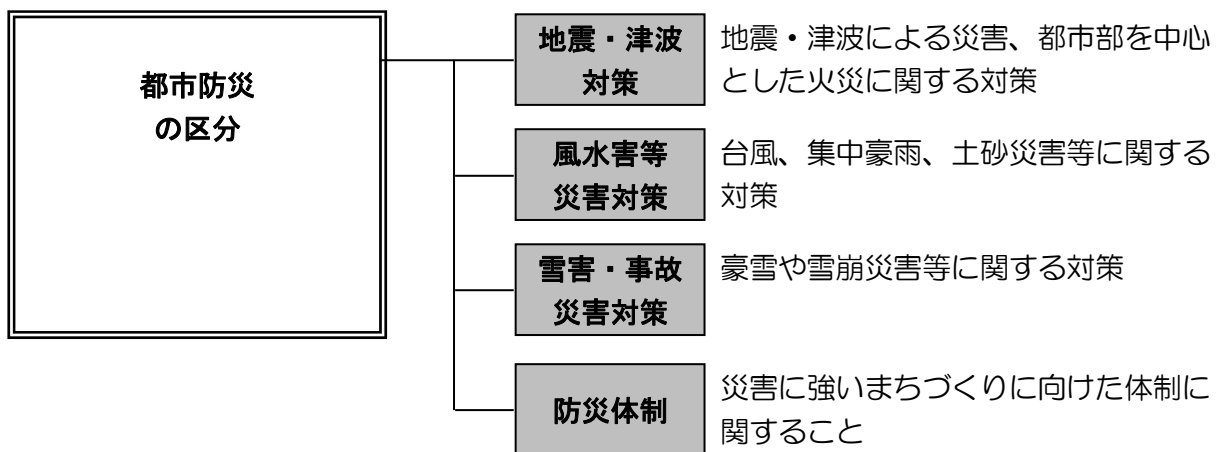 都市防災
の区分
地震・津波
対策
地震・津波による災害、都市部を中心
とした火災に関する対策
風水害等
災害対策
台風、集中豪雨、土砂災害等に関する
対策
雪害・事故
災害対策
豪雪や雪崩災害等に関する対策
防災体制
災害に強いまちづくりに向けた体制に
関すること